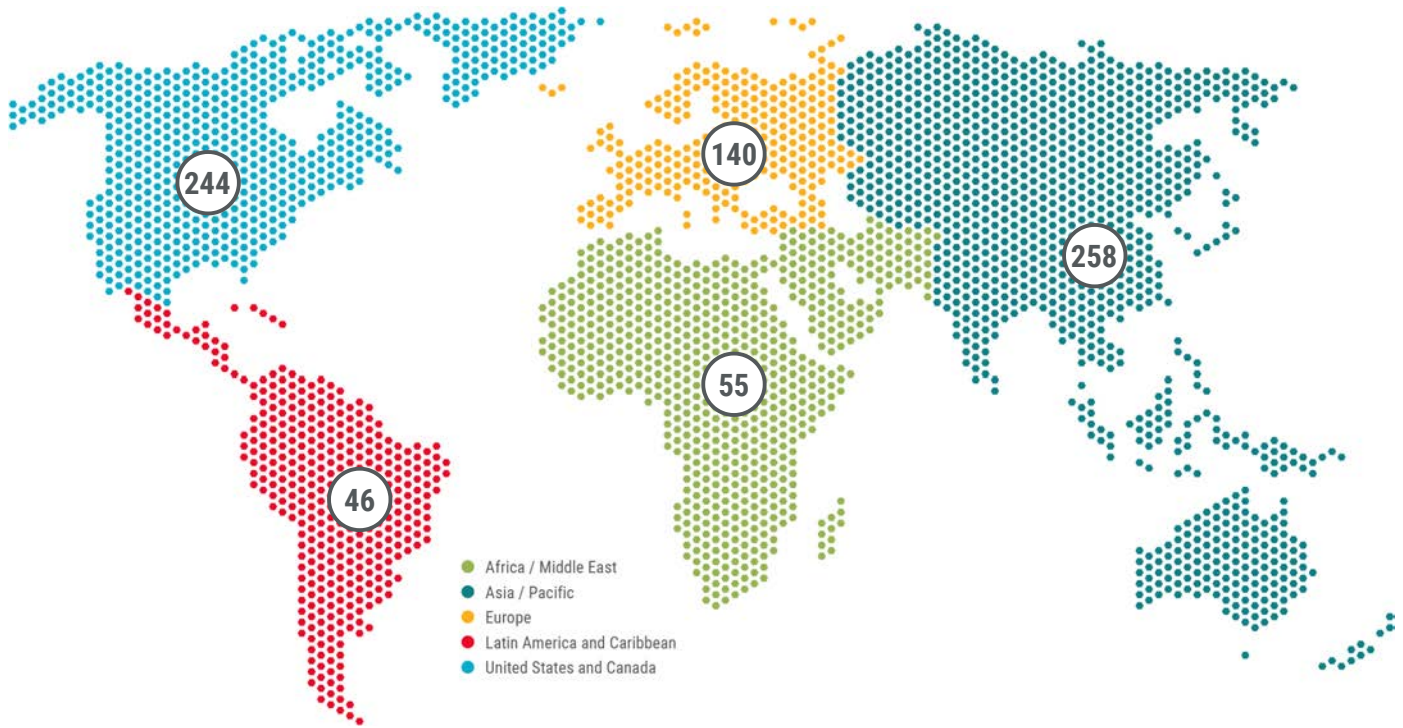 140
244
258
55
46
Africa / Middle East
Asia / Pacific
Europe
Latin America and Caribbean
United States and Canada